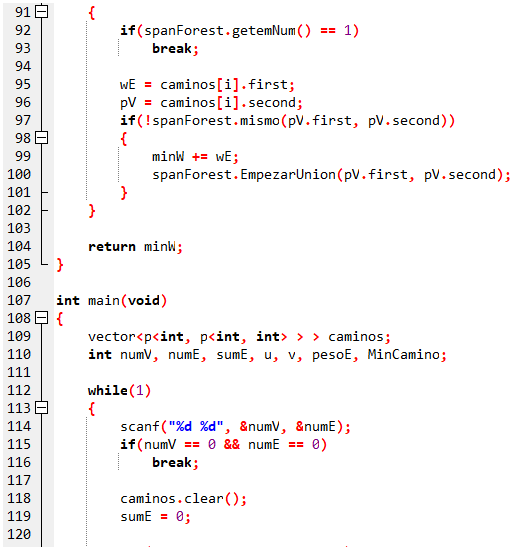 91 {
92 if(spanForest.getemNum() == 1)
93 break;
94
95 wE = caminos[i].first;
96 pV = caminos[i].second;
97 if(!spanForest.mismo(pV.first, pV.second))
98 {
99 minW += wE;
100 spanForest.EmpezarUnion(pV.first, pV.second);
101 }
102 }
103
104 return minW;
105 }
106
107 int main(void)
108 {
109 vector<p<int, p<int, int> > > caminos;
110 int numV, numE, sumE, u, v, pesoE, MinCamino;
111
112 while(1)
113 {
114 scanf("%d %d", &numV, &numE);
115 if(numV == 0 && numE == 0)
116 break;
117
118 caminos.clear();
119 sumE = 0;
120